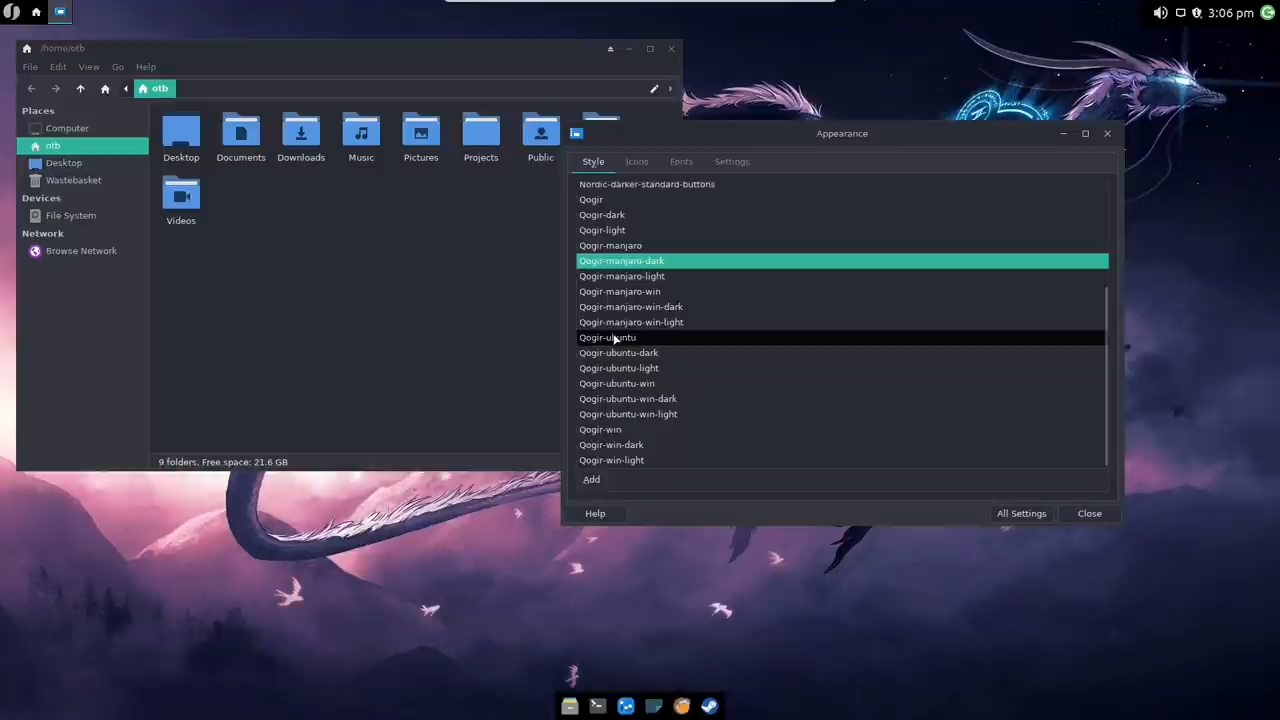 3:06 pm
/home/otb
File Edit View Go Help
otb
Places
Computer
otb
Desktop
Wastebasket
Devices
File System
Network
Browse Network
Desktop Documents Downloads Music Pictures Projects Public
Videos
9 folders, Free space: 21.6 GB
Appearance
Style Icons Fonts Settings
Nordic-darker-standard-buttons
Qogir
Qogir-dark
Qogir-light
Qogir-manjaro
Qogir-manjaro-dark
Qogir-manjaro-light
Qogir-manjaro-win
Qogir-manjaro-win-dark
Qogir-manjaro-win-light
Qogir-ubuntu
Qogir-ubuntu-dark
Qogir-ubuntu-light
Qogir-ubuntu-win
Qogir-ubuntu-win-dark
Qogir-ubuntu-win-light
Qogir-win
Qogir-win-dark
Qogir-win-light
Add
Help All Settings Close